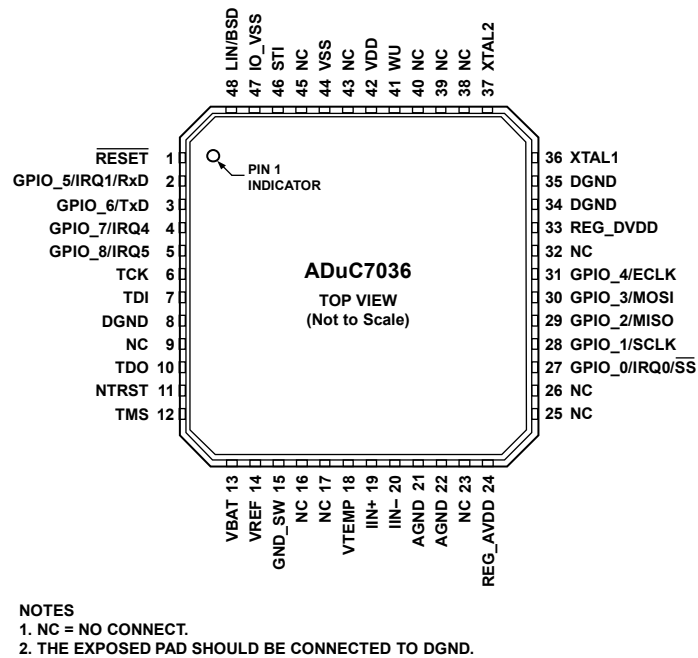 48 LIN/BSD
47 IO_VSS
46 STI
45 NC
44 VSS
43 NC
42 VDD
41 WU
40 NC
39 NC
38 NC
37 XTAL2
RESET 1
GPIO_5/IRQ1/RxD 2
GPIO_6/TxD 3
GPIO_7/IRQ4 4
GPIO_8/IRQ5 5
TCK 6
TDI 7
DGND 8
NC 9
TDO 10
NTRST 11
TMS 12
PIN 1
INDICATOR
ADuC7036
TOP VIEW
(Not to Scale)
36 XTAL1
35 DGND
34 DGND
33 REG_DVDD
32 NC
31 GPIO_4/ECLK
30 GPIO_3/MOSI
29 GPIO_2/MISO
28 GPIO_1/SCLK
27 GPIO_0/IRQ0/SS
26 NC
25 NC
VBAT 13
VREF 14
GND_SW 15
NC 16
NC 17
VTEMP 18
IIN+ 19
IIN– 20
AGND 21
AGND 22
NC 23
REG_AVDD 24
NOTES
1. NC = NO CONNECT.
2. THE EXPOSED PAD SHOULD BE CONNECTED TO DGND.